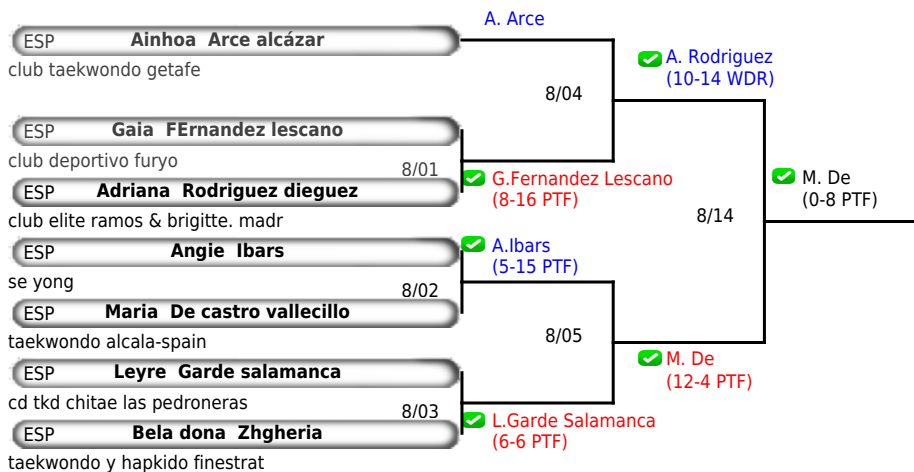 A. Arce
ESP Ainhoa Arce alcázar
club taekwondo getafe
A. Rodriguez
(10-14 WDR)
8/04
ESP Gaia FErnandez lescano
club deportivo furyo
8/01
G.Fernandez Lescano
(8-16 PTF)
ESP Adriana Rodriguez dieguez
club elite ramos & brigitte. madr
M. De
(0-8 PTF)
8/14
ESP Angie Ibars
A.Ibars
(5-15 PTF)
se yong
8/02
ESP Maria De castro vallecillo
taekwondo alcala-spain
8/05
M. De
(12-4 PTF)
ESP Leyre Garde salamanca
cd tkd chitae las pedroneras
8/03
L.Garde Salamanca
(6-6 PTF)
ESP Bela dona Zhgheria
taekwondo y hapkido finestrat